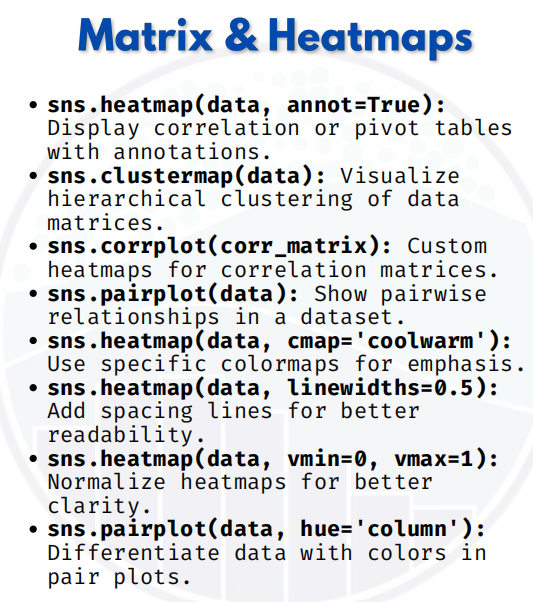 Matrix & Heatmaps
• sns.heatmap(data, annot=True):
Display correlation or pivot tables
with annotations.
• sns.clustermap(data): Visualize
hierarchical clustering of data
matrices.
• sns.corrplot(corr_matrix): Custom
heatmaps for correlation matrices.
• sns.pairplot(data): Show pairwise
relationships in a dataset.
• sns.heatmap(data, cmap='coolwarm'):
Use specific colormaps for emphasis.
• sns.heatmap(data, linewidths=0.5):
Add spacing lines for better
readability.
• sns.heatmap(data, vmin=0, vmax=1):
Normalize heatmaps for better
clarity.
• sns.pairplot(data, hue='column'):
Differentiate data with colors in
pair plots.